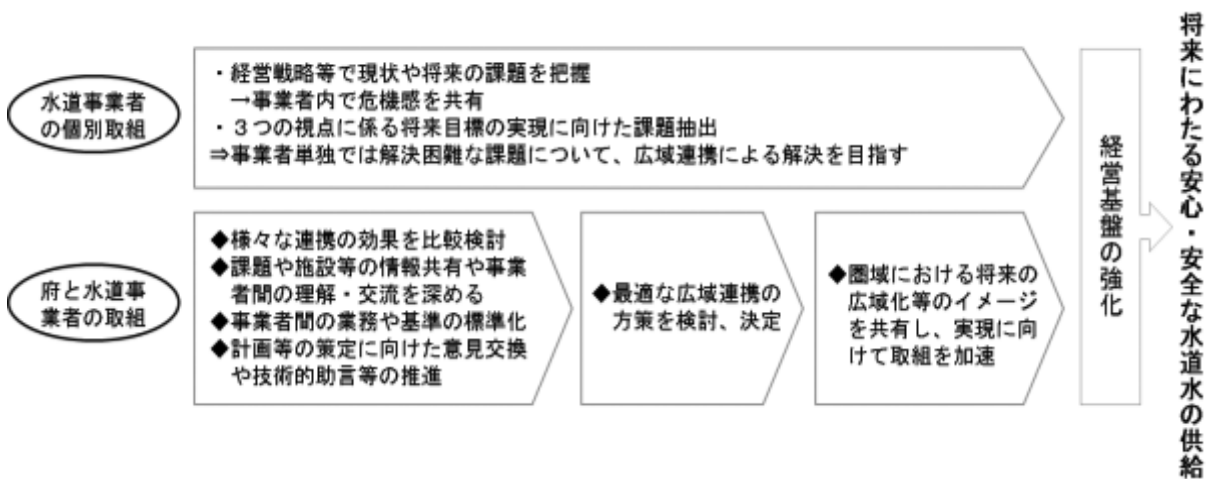 水道事業者
の個別取組
・経営戦略等で現状や将来の課題を把握
→事業者内で危機感を共有
・３つの視点に係る将来目標の実現に向けた課題抽出
⇒事業者単独では解決困難な課題について、広域連携による解決を目指す
府と水道事
業者の取組
◆様々な連携の効果を比較検討
◆課題や施設等の情報共有や事業
者間の理解・交流を深める
◆事業者間の業務や基準の標準化
◆計画等の策定に向けた意見交換
や技術的助言等の推進
◆最適な広域連携の
方策を検討、決定
◆圏域における将来の
広域化等のイメージ
を共有し、実現に向
けて取組を加速
経営基盤の強化
将来にわたる安心・安全な水道水の供給